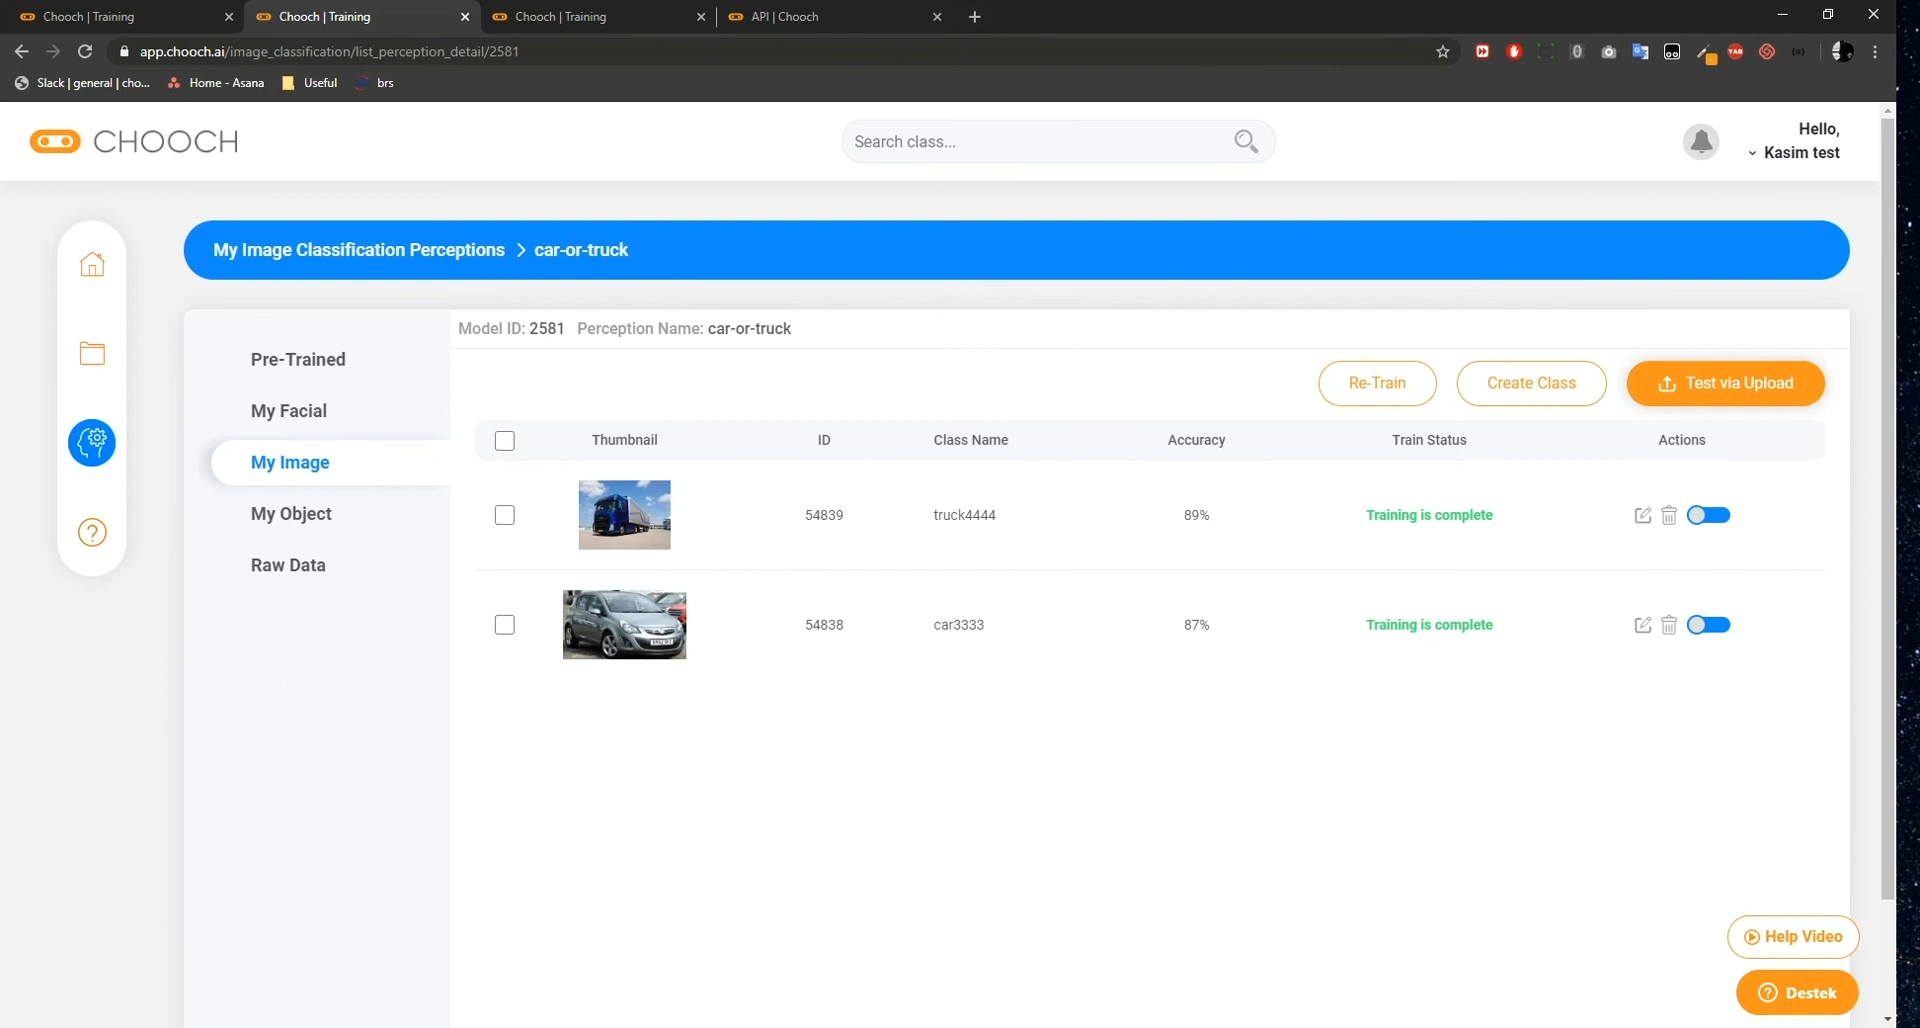 Chooch | Training
Chooch | Training
Chooch | Training
API | Chooch
app.chooch.ai/image_classification/list_perception_detail/2581
Slack | general | cho...
Home - Asana
Useful
brs
CHOOCH
Search class...
Hello,
Kasim test
My Image Classification Perceptions > car-or-truck
Pre-Trained
My Facial
My Image
My Object
Raw Data
Model ID: 2581 Perception Name: car-or-truck
Re-Train
Create Class
Test via Upload
Thumbnail ID Class Name Accuracy Train Status Actions
54839 truck4444 89% Training is complete
54838 car3333 87% Training is complete
Help Video
Destek